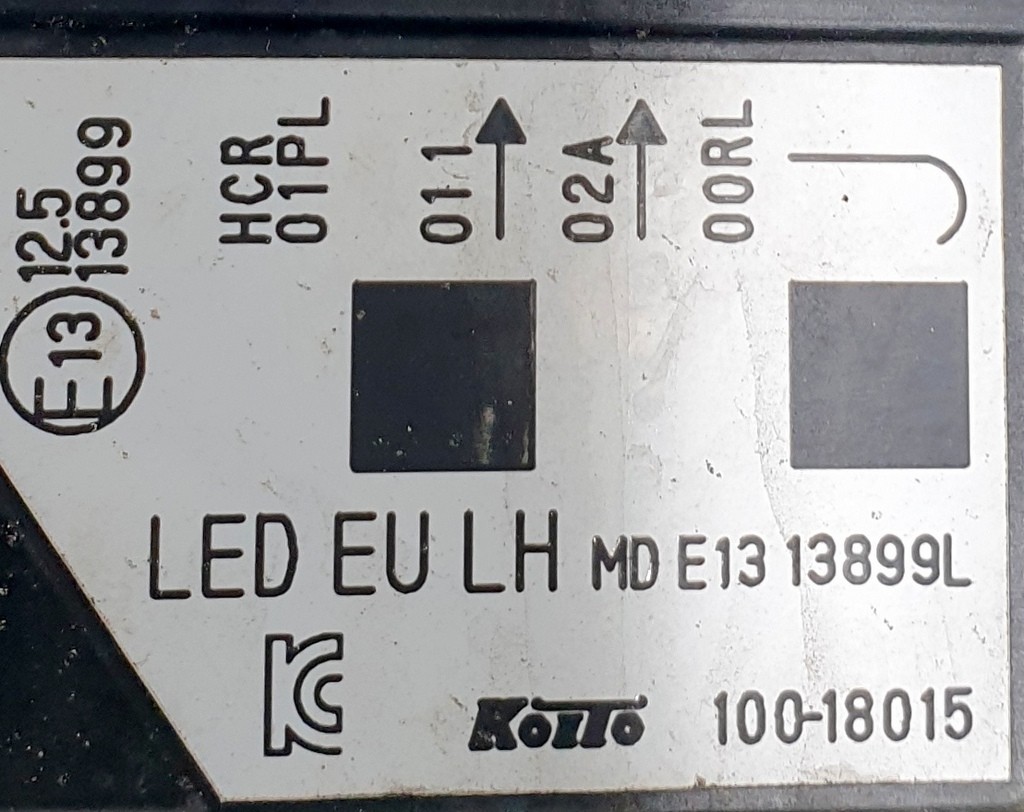 12.5
13899
E13
HCR
01PL
01 1
02A
00RL
LED EU LH MD E13 13899L
KC
KOITO 100-18015